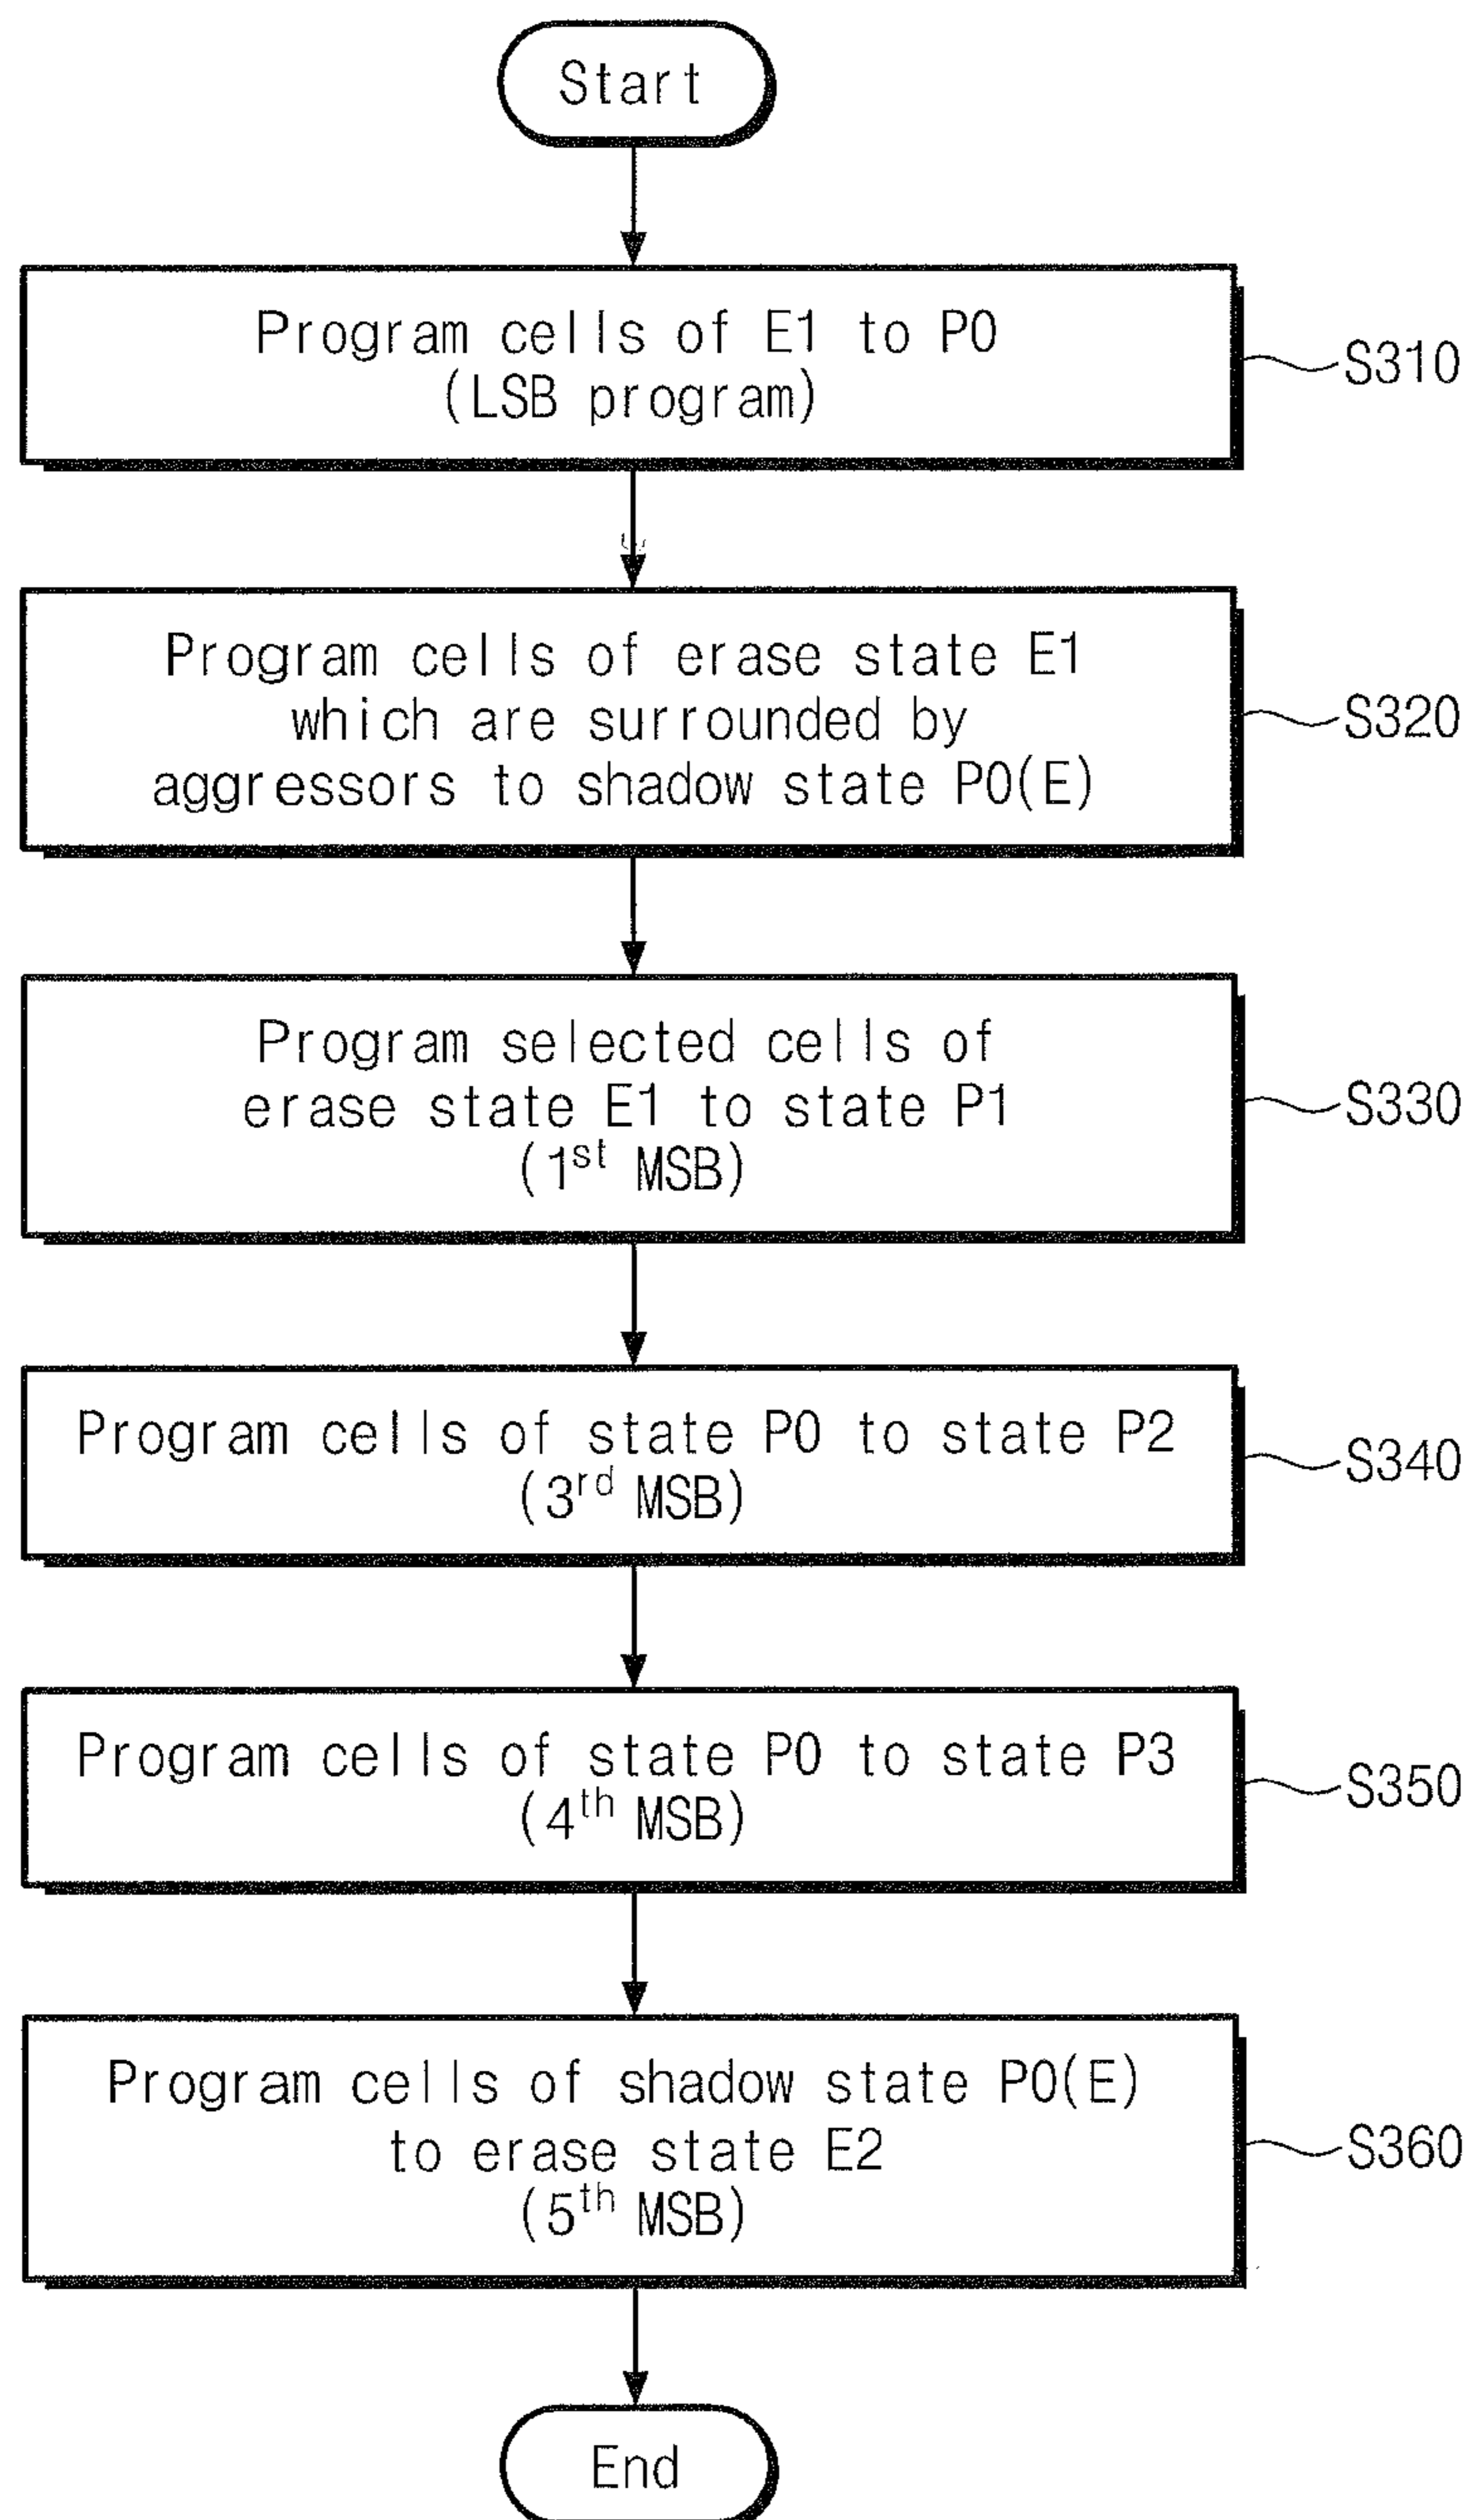 Start
Program cells of E1 to P0
(LSB program)
S310
Program cells of erase state E1
which are surrounded by
aggressors to shadow state P0(E)
S320
Program selected cells of
erase state E1 to state P1
(1st MSB)
S330
Program cells of state P0 to state P2
(3rd MSB)
S340
Program cells of state P0 to state P3
(4th MSB)
S350
Program cells of shadow state P0(E)
to erase state E2
(5th MSB)
S360
End